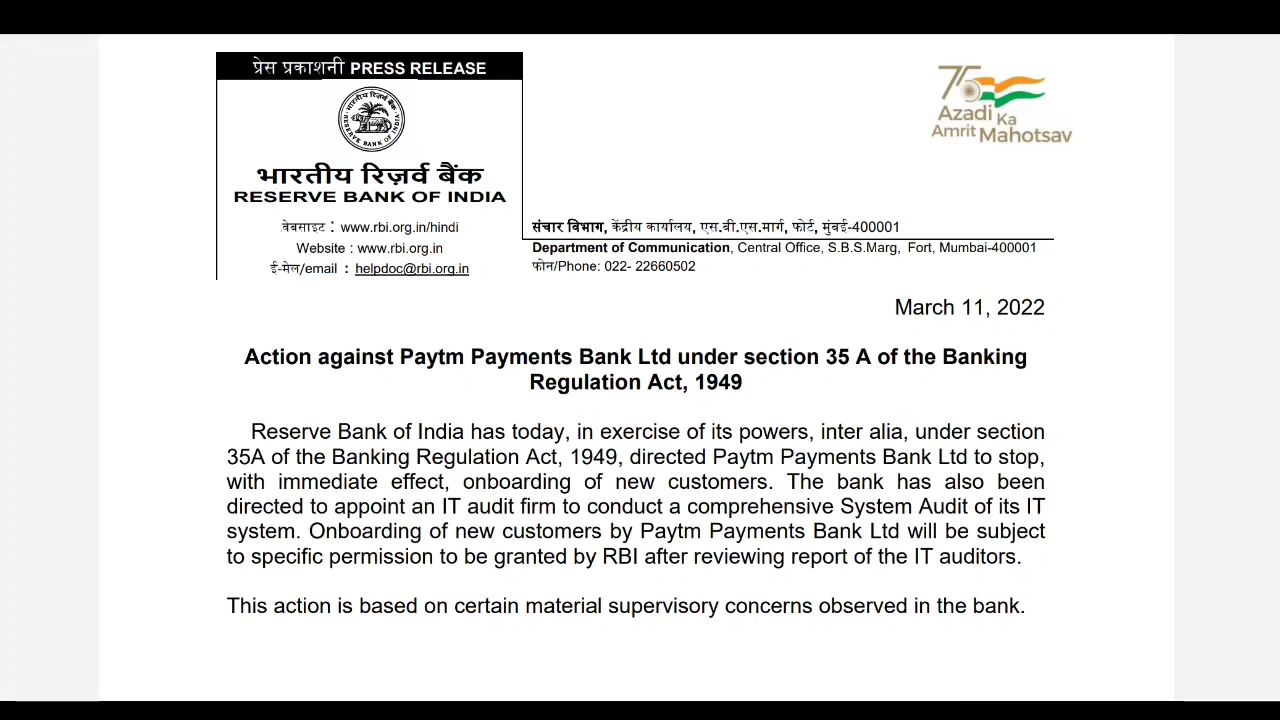 प्रेस प्रकाशनी PRESS RELEASE
भारतीय रिज़र्व बैंक
RESERVE BANK OF INDIA
वेबसाइट : www.rbi.org.in/hindi
Website : www.rbi.org.in
ई-मेल/email : helpdoc@rbi.org.in
75
Azadi Ka
Amrit Mahotsav
संचार विभाग, केंद्रीय कार्यालय, एस.बी.एस.मार्ग, फोर्ट, मुंबई-400001
Department of Communication, Central Office, S.B.S.Marg, Fort, Mumbai-400001
फोन/Phone: 022- 22660502
March 11, 2022
Action against Paytm Payments Bank Ltd under section 35 A of the Banking
Regulation Act, 1949
Reserve Bank of India has today, in exercise of its powers, inter alia, under section
35A of the Banking Regulation Act, 1949, directed Paytm Payments Bank Ltd to stop,
with immediate effect, onboarding of new customers. The bank has also been
directed to appoint an IT audit firm to conduct a comprehensive System Audit of its IT
system. Onboarding of new customers by Paytm Payments Bank Ltd will be subject
to specific permission to be granted by RBI after reviewing report of the IT auditors.
This action is based on certain material supervisory concerns observed in the bank.